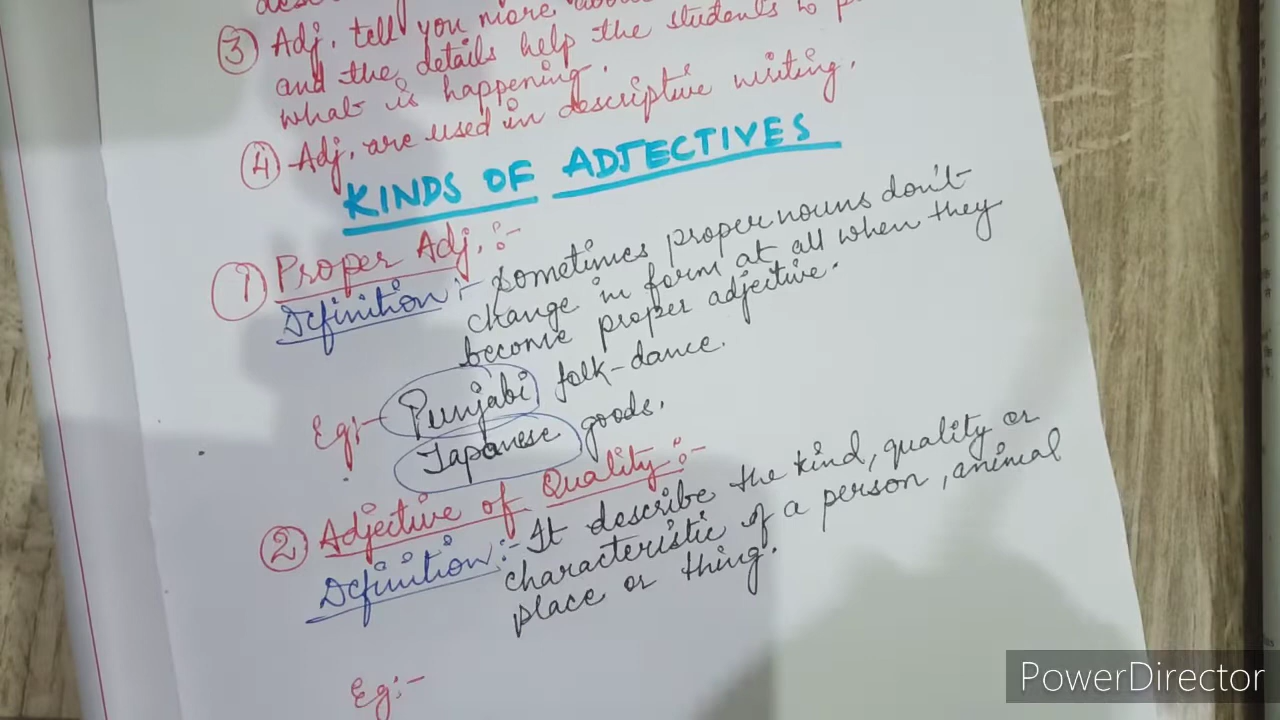 ③ Adj. tell you more
and the details help the students to
what is happening.
④ Adj. are used in descriptive writing.
KINDS OF ADJECTIVES
① Proper Adj. :-
Definition :- Sometimes proper nouns don't
change in form at all when they
become proper adjective.
Eg:- Punjabi folk-dance.
Japanese goods.
② Adjective of Quality :-
Definition :- It describe the kind, quality or
characteristic of a person, animal
place or thing.
Eg:-
PowerDirector